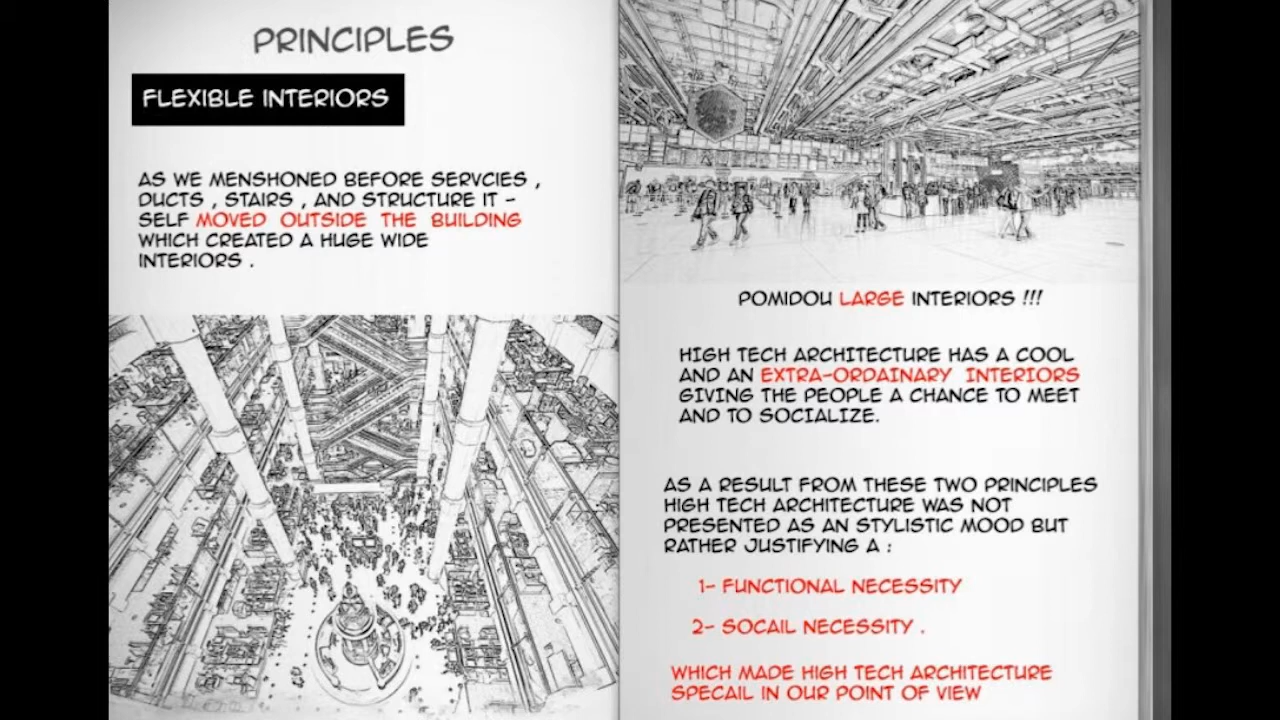 PRINCIPLES
FLEXIBLE INTERIORS
AS WE MENSHONED BEFORE SERVCIES ,
DUCTS , STAIRS , AND STRUCTURE IT -
SELF MOVED OUTSIDE THE BUILDING
WHICH CREATED A HUGE WIDE
INTERIORS .
POMIDOU LARGE INTERIORS !!!
HIGH TECH ARCHITECTURE HAS A COOL
AND AN EXTRA-ORDAINARY INTERIORS
GIVING THE PEOPLE A CHANCE TO MEET
AND TO SOCIALIZE.
AS A RESULT FROM THESE TWO PRINCIPLES
HIGH TECH ARCHITECTURE WAS NOT
PRESENTED AS AN STYLISTIC MOOD BUT
RATHER JUSTIFYING A :
1- FUNCTIONAL NECESSITY
2- SOCAIL NECESSITY .
WHICH MADE HIGH TECH ARCHITECTURE
SPECAIL IN OUR POINT OF VIEW